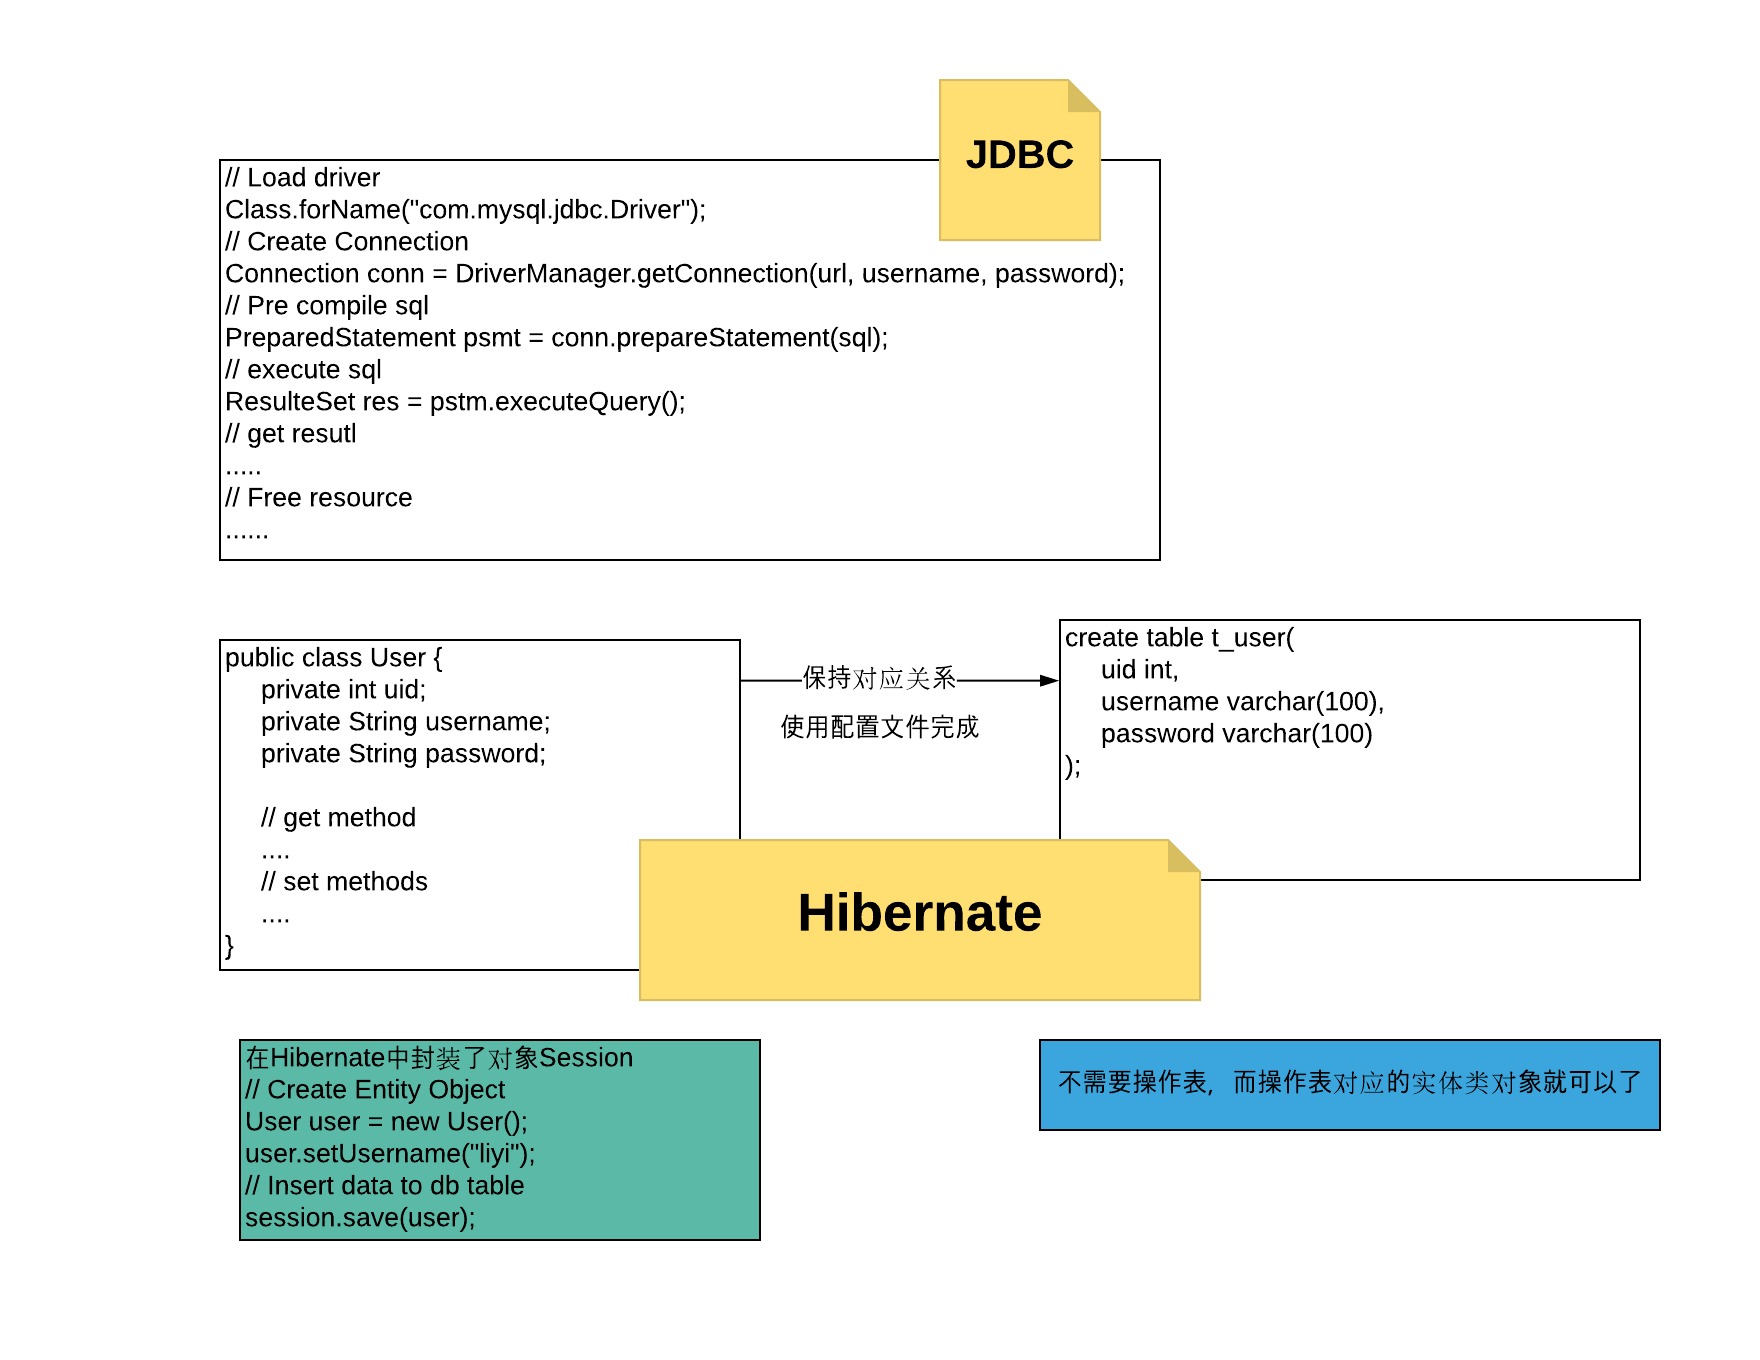 JDBC
// Load driver
Class.forName("com.mysql.jdbc.Driver");
// Create Connection
Connection conn = DriverManager.getConnection(url, username, password);
// Pre compile sql
PreparedStatement psmt = conn.prepareStatement(sql);
// execute sql
ResulteSet res = pstm.executeQuery();
// get resutl
.....
// Free resource
......
public class User {
private int uid;
private String username;
private String password;
// get method
....
// set methods
....
}
保持对应关系
使用配置文件完成
create table t_user(
uid int,
username varchar(100),
password varchar(100)
);
Hibernate
在Hibernate中封装了对象Session
// Create Entity Object
User user = new User();
user.setUsername("liyi");
// Insert data to db table
session.save(user);
不需要操作表，而操作表对应的实体类对象就可以了